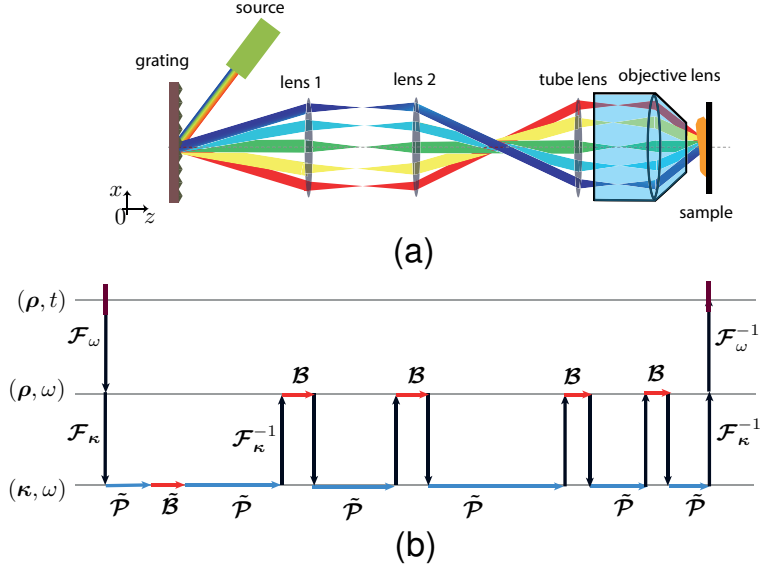 source
grating
lens 1
lens 2
tube lens
objective lens
x
0
z
sample
(a)
(ρ, t)
ℱ_ω
ℱ_ω^{-1}
ℬ
ℬ
ℬ
ℬ
(ρ, ω)
ℱ_κ
ℱ_κ^{-1}
ℱ_κ^{-1}
(κ, ω)
𝒫̃
ℬ̃
𝒫̃
𝒫̃
𝒫̃
𝒫̃
𝒫̃
(b)